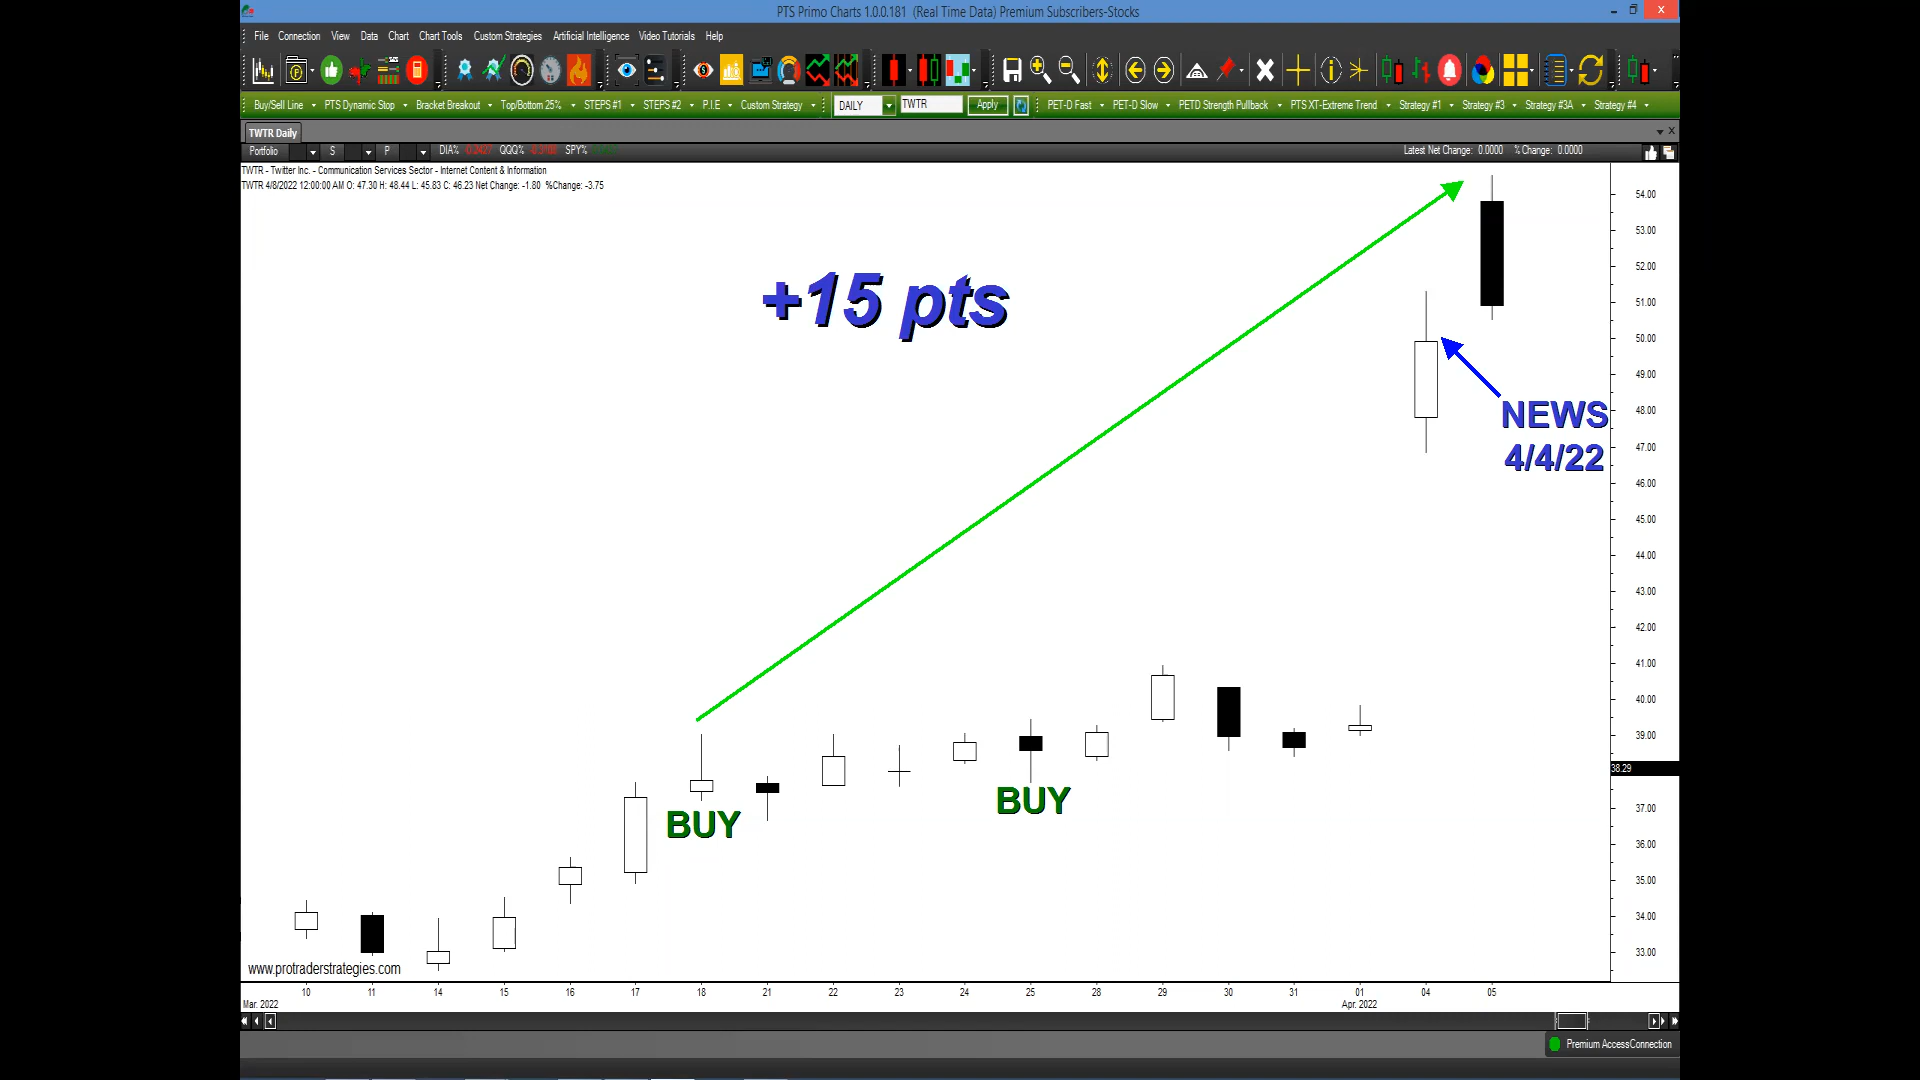 PTS Primo Charts 1.0.0.181 (Real Time Data) Premium Subscribers-Stocks
File Connection View Data Chart Chart Tools Custom Strategies Artificial Intelligence Video Tutorials Help
Buy/Sell Line PTS Dynamic Stop Bracket Breakout Top/Bottom 25% STEPS #1 STEPS #2 P.I.E Custom Strategy DAILY TWTR Apply PET-D Fast PET-D Slow PETD Strength Pullback PTS XT-Extreme Trend Strategy #1 Strategy #3 Strategy #3A Strategy #4
TWTR Daily
Portfolio S P DIA% QQQ% SPY% Latest Net Change: 0.0000 % Change: 0.0000
TWTR - Twitter Inc. - Communication Services Sector - Internet Content & Information
TWTR 4/8/2022 12:00:00 AM O: 47.30 H: 48.44 L: 45.83 C: 46.23 Net Change: -1.80 %Change: -3.75
+15 pts
NEWS
4/4/22
BUY
BUY
54.00
53.00
52.00
51.00
50.00
49.00
48.00
47.00
46.00
45.00
44.00
43.00
42.00
41.00
40.00
39.00
38.29
37.00
36.00
35.00
34.00
33.00
www.protraderstrategies.com
10 11 14 15 16 17 18 21 22 23 24 25 28 29 30 31 01 04 05
Mar. 2022 Apr. 2022
Premium AccessConnection